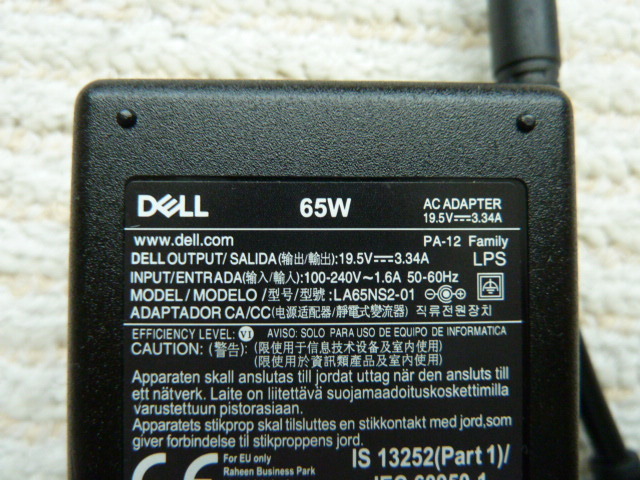 DELL 65W AC ADAPTER
19.5V⎓3.34A
www.dell.com PA-12 Family
DELL OUTPUT/ SALIDA(输出/輸出):19.5V⎓3.34A LPS
INPUT/ENTRADA(输入/輸入):100-240V~1.6A 50-60Hz
MODEL/MODELO/型号/型號:LA65NS2-01
ADAPTADOR CA/CC(电源适配器/靜電式變流器) 직류전원장치
EFFICIENCY LEVEL: VI AVISO: SOLO PARA USO DE EQUIPO DE INFORMATICA
CAUTION: (警告): (限使用于信息技术设备及室内使用)
(限使用於資訊類產品及室內使用)
Apparaten skall anslutas till jordat uttag när den ansluts till
ett nätverk. Laite on liitettävä suojamaadoituskoskettimilla
varustettuun pistorasiaan.
Apparatets stikprop skal tilsluttes en stikkontakt med jord,som
giver forbindelse til stikproppens jord.
CE For EU only
Raheen Business Park
IS 13252(Part 1)/
IEC 60950-1